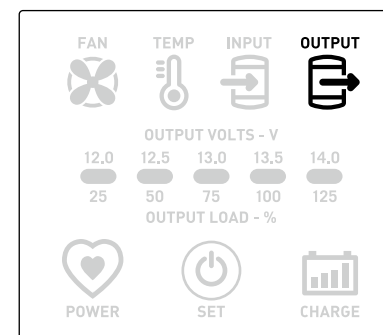 FAN TEMP INPUT OUTPUT
OUTPUT VOLTS - V
12.0 12.5 13.0 13.5 14.0
25 50 75 100 125
OUTPUT LOAD - %
POWER SET CHARGE